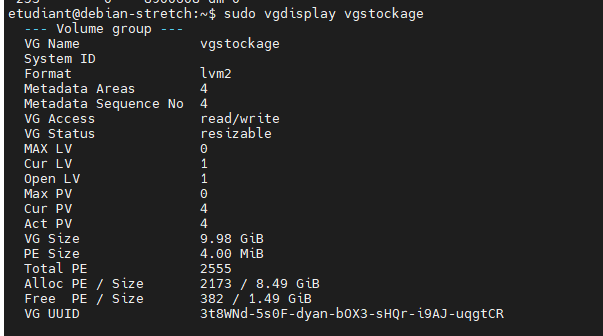 etudiant@debian-stretch:~$ sudo vgdisplay vgstockage
--- Volume group ---
VG Name vgstockage
System ID
Format lvm2
Metadata Areas 4
Metadata Sequence No 4
VG Access read/write
VG Status resizable
MAX LV 0
Cur LV 1
Open LV 1
Max PV 0
Cur PV 4
Act PV 4
VG Size 9.98 GiB
PE Size 4.00 MiB
Total PE 2555
Alloc PE / Size 2173 / 8.49 GiB
Free PE / Size 382 / 1.49 GiB
VG UUID 3t8WNd-5s0F-dyan-bOX3-sHQr-i9AJ-uqgtCR